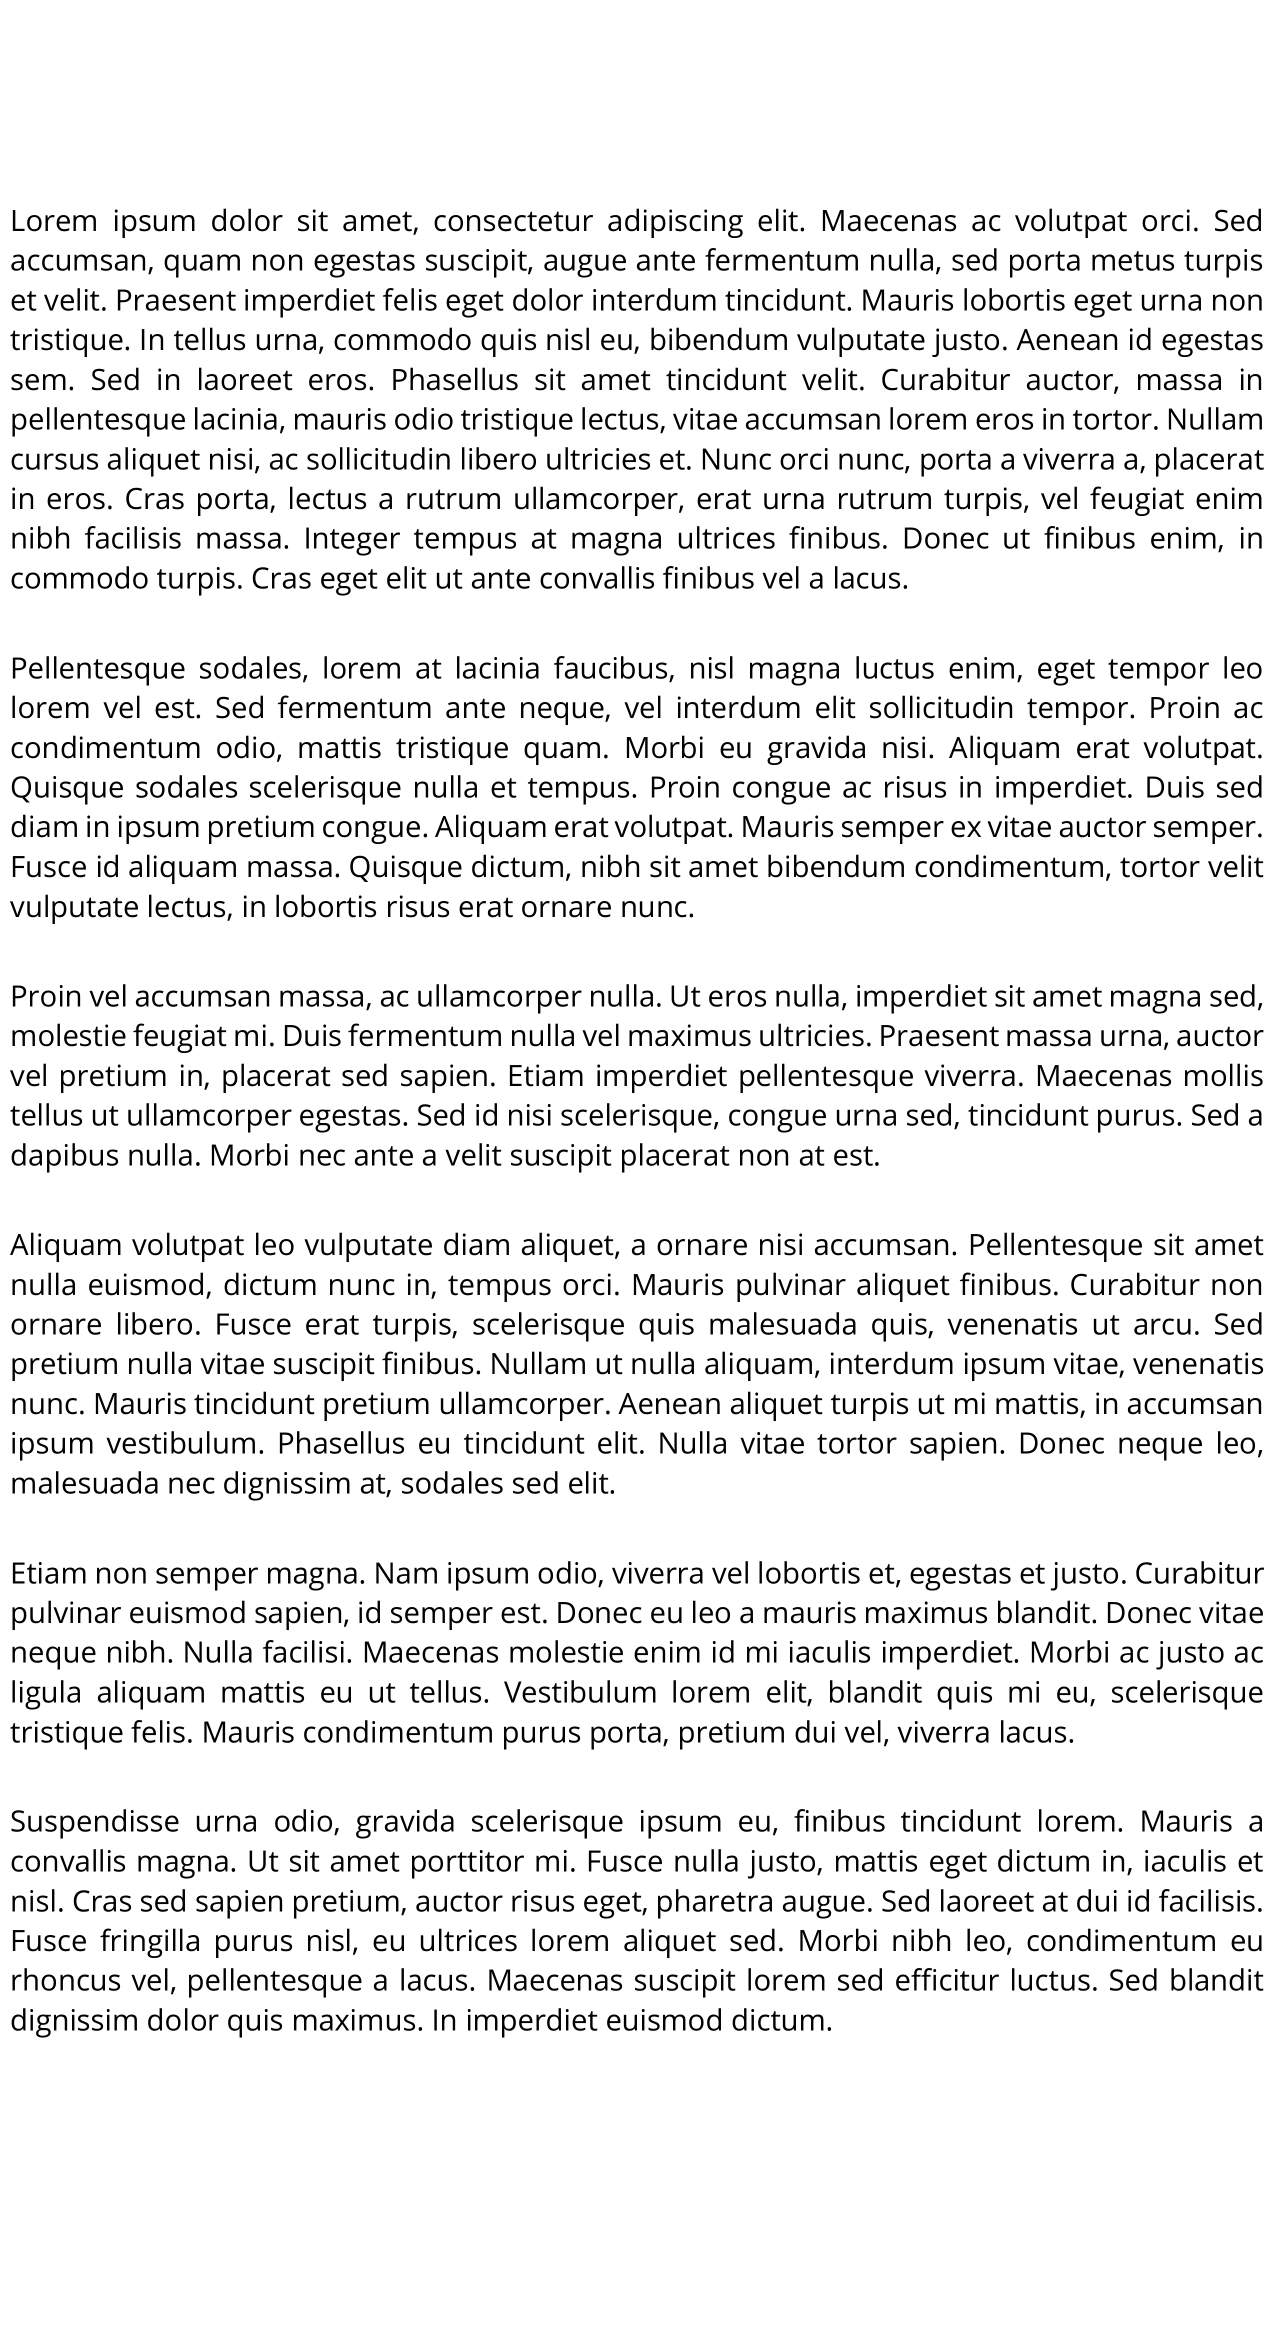 Lorem ipsum dolor sit amet, consectetur adipiscing elit. Maecenas ac volutpat orci. Sed
accumsan, quam non egestas suscipit, augue ante fermentum nulla, sed porta metus turpis
et velit. Praesent imperdiet felis eget dolor interdum tincidunt. Mauris lobortis eget urna non
tristique. In tellus urna, commodo quis nisl eu, bibendum vulputate justo. Aenean id egestas
sem. Sed in laoreet eros. Phasellus sit amet tincidunt velit. Curabitur auctor, massa in
pellentesque lacinia, mauris odio tristique lectus, vitae accumsan lorem eros in tortor. Nullam
cursus aliquet nisi, ac sollicitudin libero ultricies et. Nunc orci nunc, porta a viverra a, placerat
in eros. Cras porta, lectus a rutrum ullamcorper, erat urna rutrum turpis, vel feugiat enim
nibh facilisis massa. Integer tempus at magna ultrices finibus. Donec ut finibus enim, in
commodo turpis. Cras eget elit ut ante convallis finibus vel a lacus.
Pellentesque sodales, lorem at lacinia faucibus, nisl magna luctus enim, eget tempor leo
lorem vel est. Sed fermentum ante neque, vel interdum elit sollicitudin tempor. Proin ac
condimentum odio, mattis tristique quam. Morbi eu gravida nisi. Aliquam erat volutpat.
Quisque sodales scelerisque nulla et tempus. Proin congue ac risus in imperdiet. Duis sed
diam in ipsum pretium congue. Aliquam erat volutpat. Mauris semper ex vitae auctor semper.
Fusce id aliquam massa. Quisque dictum, nibh sit amet bibendum condimentum, tortor velit
vulputate lectus, in lobortis risus erat ornare nunc.
Proin vel accumsan massa, ac ullamcorper nulla. Ut eros nulla, imperdiet sit amet magna sed,
molestie feugiat mi. Duis fermentum nulla vel maximus ultricies. Praesent massa urna, auctor
vel pretium in, placerat sed sapien. Etiam imperdiet pellentesque viverra. Maecenas mollis
tellus ut ullamcorper egestas. Sed id nisi scelerisque, congue urna sed, tincidunt purus. Sed a
dapibus nulla. Morbi nec ante a velit suscipit placerat non at est.
Aliquam volutpat leo vulputate diam aliquet, a ornare nisi accumsan. Pellentesque sit amet
nulla euismod, dictum nunc in, tempus orci. Mauris pulvinar aliquet finibus. Curabitur non
ornare libero. Fusce erat turpis, scelerisque quis malesuada quis, venenatis ut arcu. Sed
pretium nulla vitae suscipit finibus. Nullam ut nulla aliquam, interdum ipsum vitae, venenatis
nunc. Mauris tincidunt pretium ullamcorper. Aenean aliquet turpis ut mi mattis, in accumsan
ipsum vestibulum. Phasellus eu tincidunt elit. Nulla vitae tortor sapien. Donec neque leo,
malesuada nec dignissim at, sodales sed elit.
Etiam non semper magna. Nam ipsum odio, viverra vel lobortis et, egestas et justo. Curabitur
pulvinar euismod sapien, id semper est. Donec eu leo a mauris maximus blandit. Donec vitae
neque nibh. Nulla facilisi. Maecenas molestie enim id mi iaculis imperdiet. Morbi ac justo ac
ligula aliquam mattis eu ut tellus. Vestibulum lorem elit, blandit quis mi eu, scelerisque
tristique felis. Mauris condimentum purus porta, pretium dui vel, viverra lacus.
Suspendisse urna odio, gravida scelerisque ipsum eu, finibus tincidunt lorem. Mauris a
convallis magna. Ut sit amet porttitor mi. Fusce nulla justo, mattis eget dictum in, iaculis et
nisl. Cras sed sapien pretium, auctor risus eget, pharetra augue. Sed laoreet at dui id facilisis.
Fusce fringilla purus nisl, eu ultrices lorem aliquet sed. Morbi nibh leo, condimentum eu
rhoncus vel, pellentesque a lacus. Maecenas suscipit lorem sed efficitur luctus. Sed blandit
dignissim dolor quis maximus. In imperdiet euismod dictum.